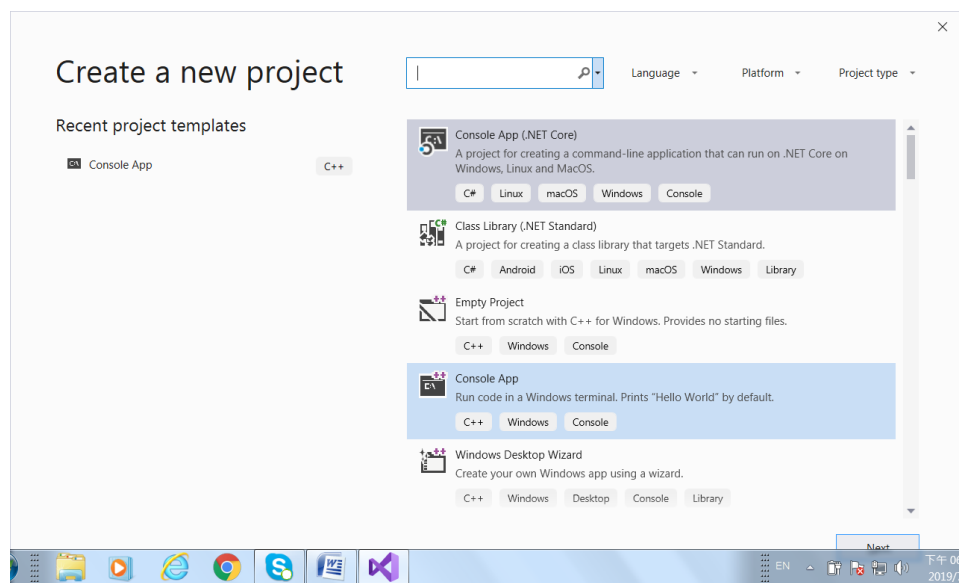 Create a new project
Language
Platform
Project type
Recent project templates
Console App
C++
Console App (.NET Core)
A project for creating a command-line application that can run on .NET Core on
Windows, Linux and MacOS.
C# Linux macOS Windows Console
Class Library (.NET Standard)
A project for creating a class library that targets .NET Standard.
C# Android iOS Linux macOS Windows Library
Empty Project
Start from scratch with C++ for Windows. Provides no starting files.
C++ Windows Console
Console App
Run code in a Windows terminal. Prints "Hello World" by default.
C++ Windows Console
Windows Desktop Wizard
Create your own Windows app using a wizard.
C++ Windows Desktop Console Library
Next
EN
下午 06
2019/